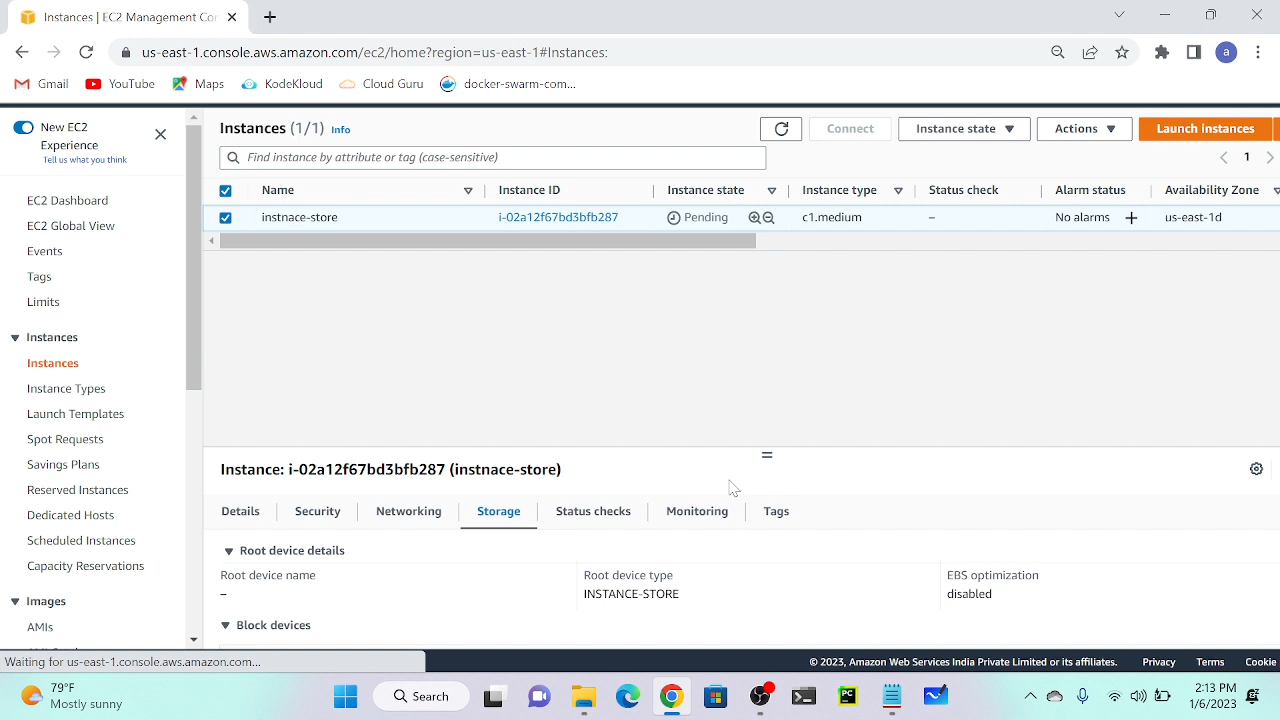 Instances | EC2 Management Con
us-east-1.console.aws.amazon.com/ec2/home?region=us-east-1#Instances:
a
Gmail YouTube Maps KodeKloud Cloud Guru docker-swarm-com...
New EC2
Experience
Tell us what you think
EC2 Dashboard
EC2 Global View
Events
Tags
Limits
Instances
Instances
Instance Types
Launch Templates
Spot Requests
Savings Plans
Reserved Instances
Dedicated Hosts
Scheduled Instances
Capacity Reservations
Images
AMIs
Instances (1/1) Info
Connect Instance state Actions Launch instances
Find instance by attribute or tag (case-sensitive)
1
Name Instance ID Instance state Instance type Status check Alarm status Availability Zone
instnace-store i-02a12f67bd3bfb287 Pending c1.medium – No alarms + us-east-1d
Instance: i-02a12f67bd3bfb287 (instnace-store)
Details Security Networking Storage Status checks Monitoring Tags
Root device details
Root device name Root device type EBS optimization
– INSTANCE-STORE disabled
Block devices
Waiting for us-east-1.console.aws.amazon.com...
© 2023, Amazon Web Services India Private Limited or its affiliates. Privacy Terms Cookie
79°F
Mostly sunny
Search
PC
2:13 PM
1/6/2023